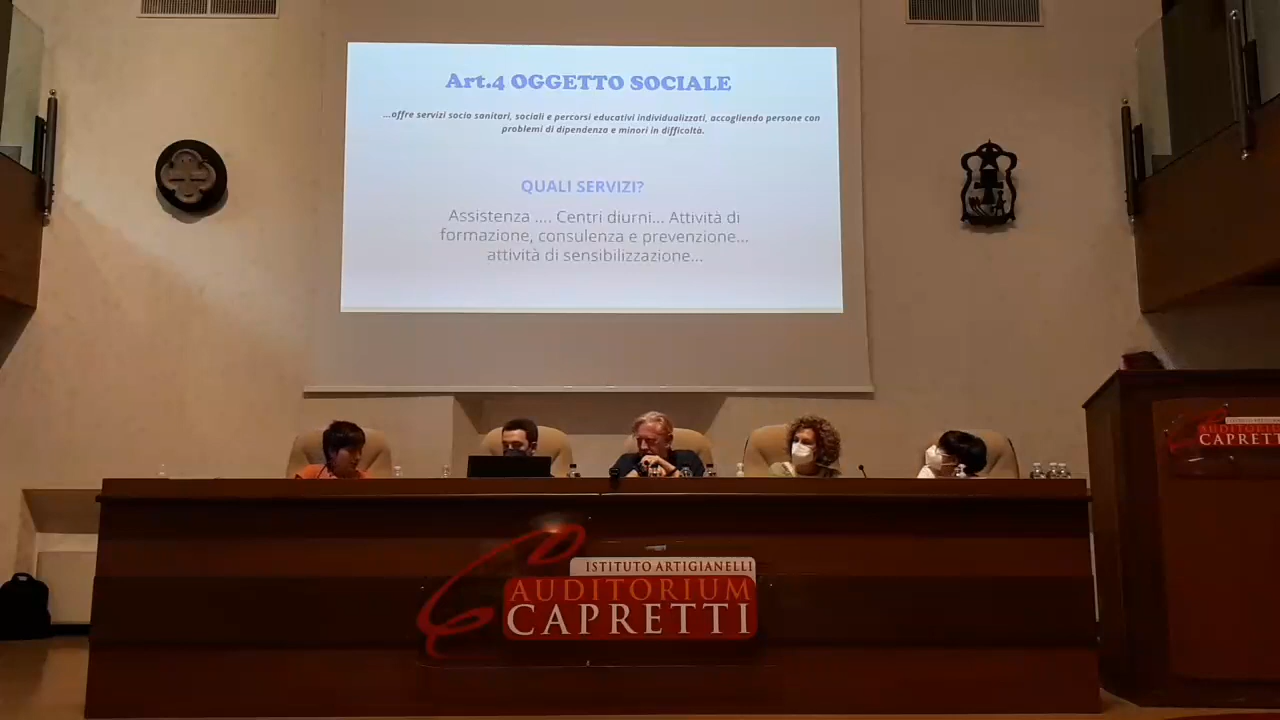 Art.4 OGGETTO SOCIALE
...offre servizi socio sanitari, sociali e percorsi educativi individualizzati, accogliendo persone con
problemi di dipendenza e minori in difficoltà.
QUALI SERVIZI?
Assistenza .... Centri diurni... Attività di
formazione, consulenza e prevenzione...
attività di sensibilizzazione...
ISTITUTO ARTIGIANELLI
AUDITORIUM
CAPRETTI
AUDITORIUM
CAPRETTI